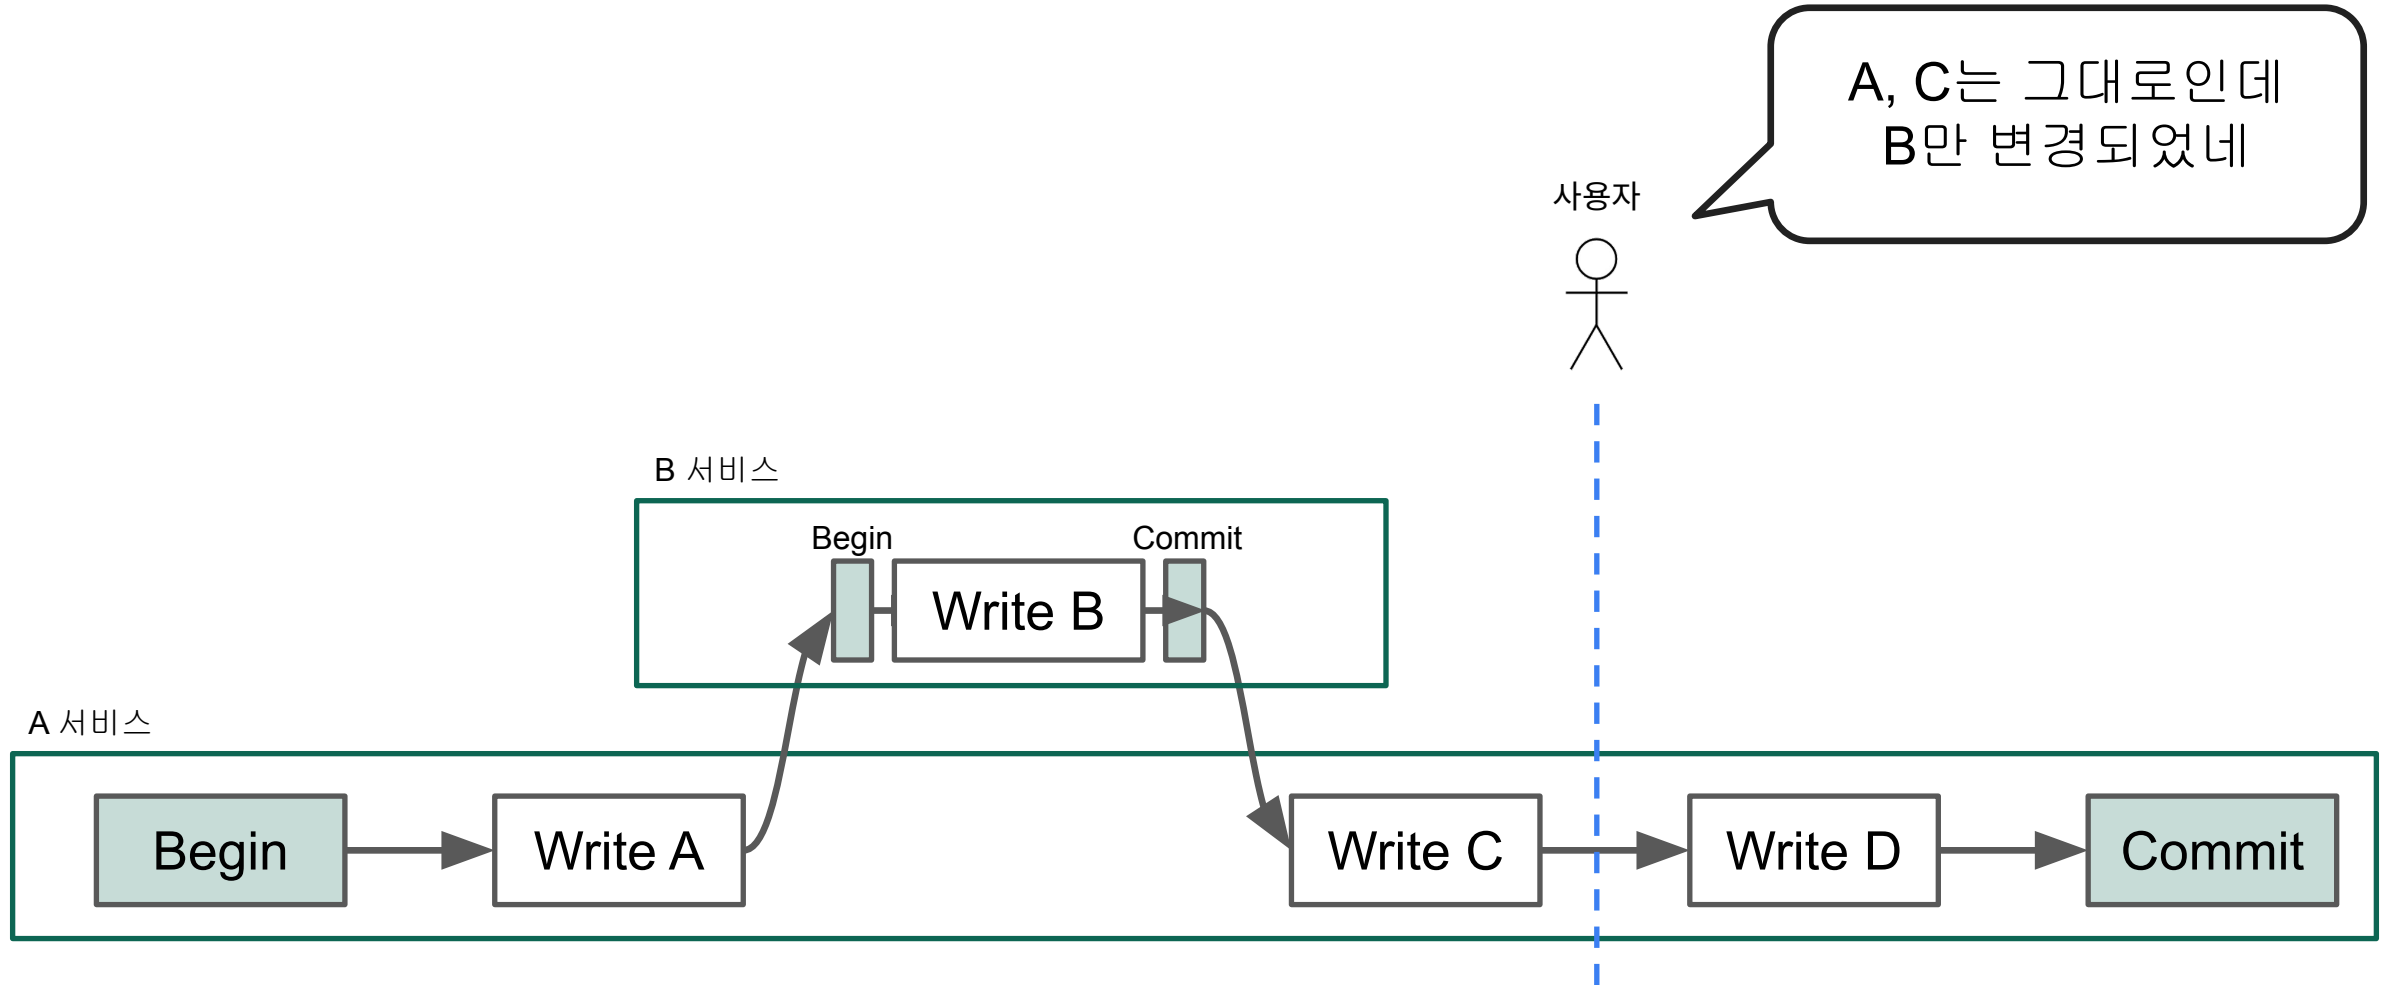 A, C는 그대로인데
B만 변경되었네
사용자
B 서비스
Begin
Commit
Write B
A 서비스
Begin
Write A
Write C
Write D
Commit